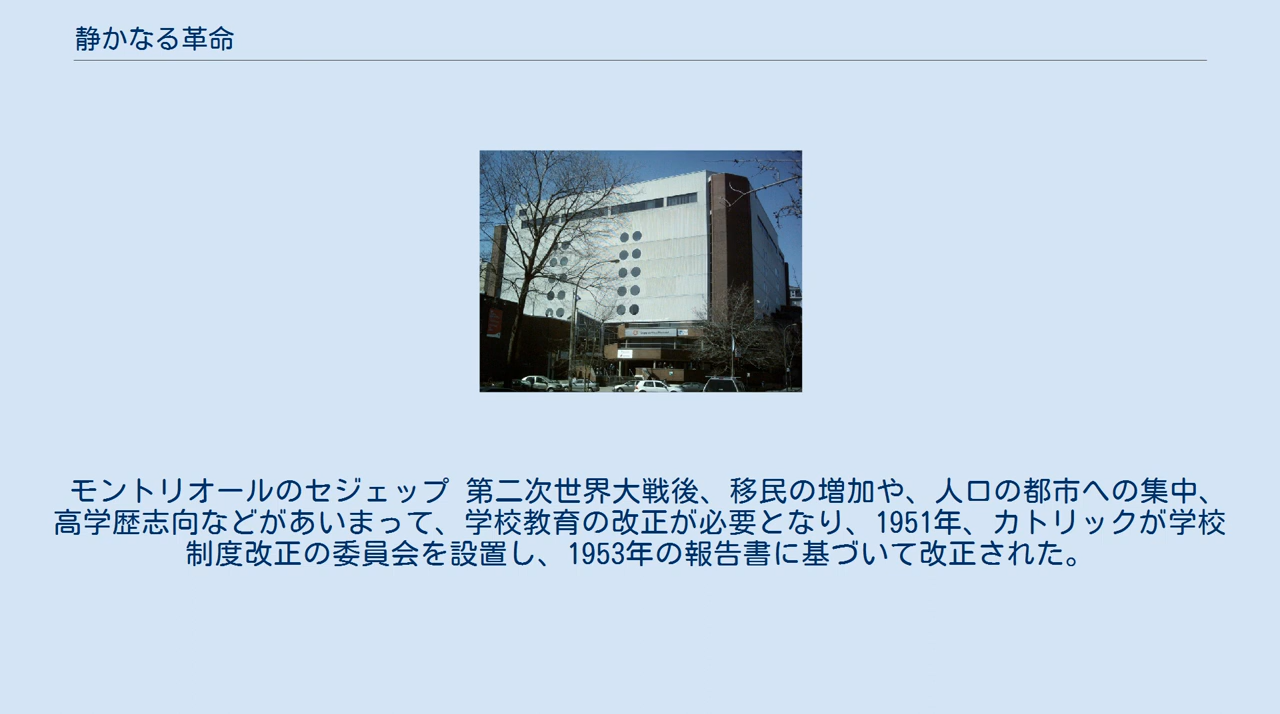 静かなる革命
モントリオールのセジェップ 第二次世界大戦後、移民の増加や、人口の都市への集中、
高学歴志向などがあいまって、学校教育の改正が必要となり、1951年、カトリックが学校
制度改正の委員会を設置し、1953年の報告書に基づいて改正された。